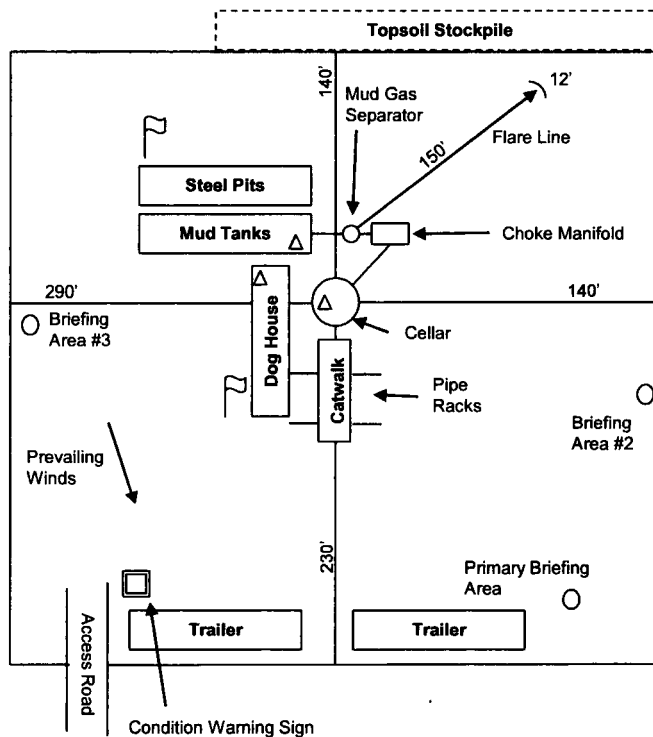 Topsoil Stockpile
140'
Mud Gas
Separator
12'
150'
Flare Line
Steel Pits
Mud Tanks
Choke Manifold
290'
140'
Briefing
Area #3
Dog House
Cellar
Catwalk
Pipe
Racks
Briefing
Area #2
Prevailing
Winds
230'
Primary Briefing
Area
Access Road
Trailer
Trailer
Condition Warning Sign